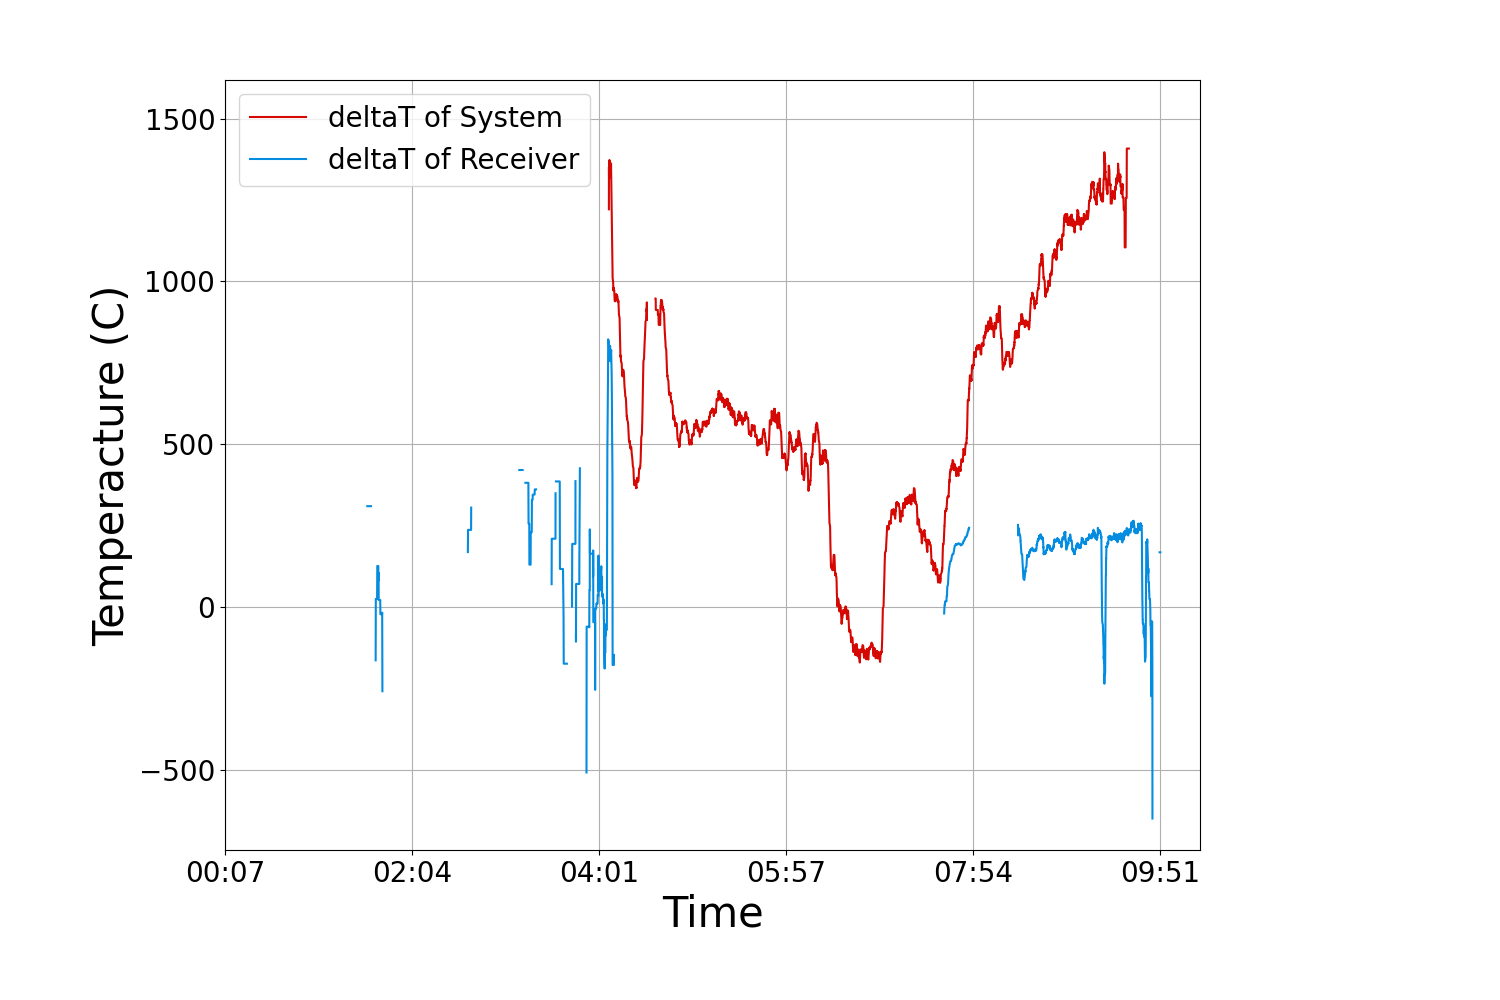 deltaT of System
deltaT of Receiver
Temperacture (C)
1500
1000
500
0
−500
00:07 02:04 04:01 05:57 07:54 09:51
Time